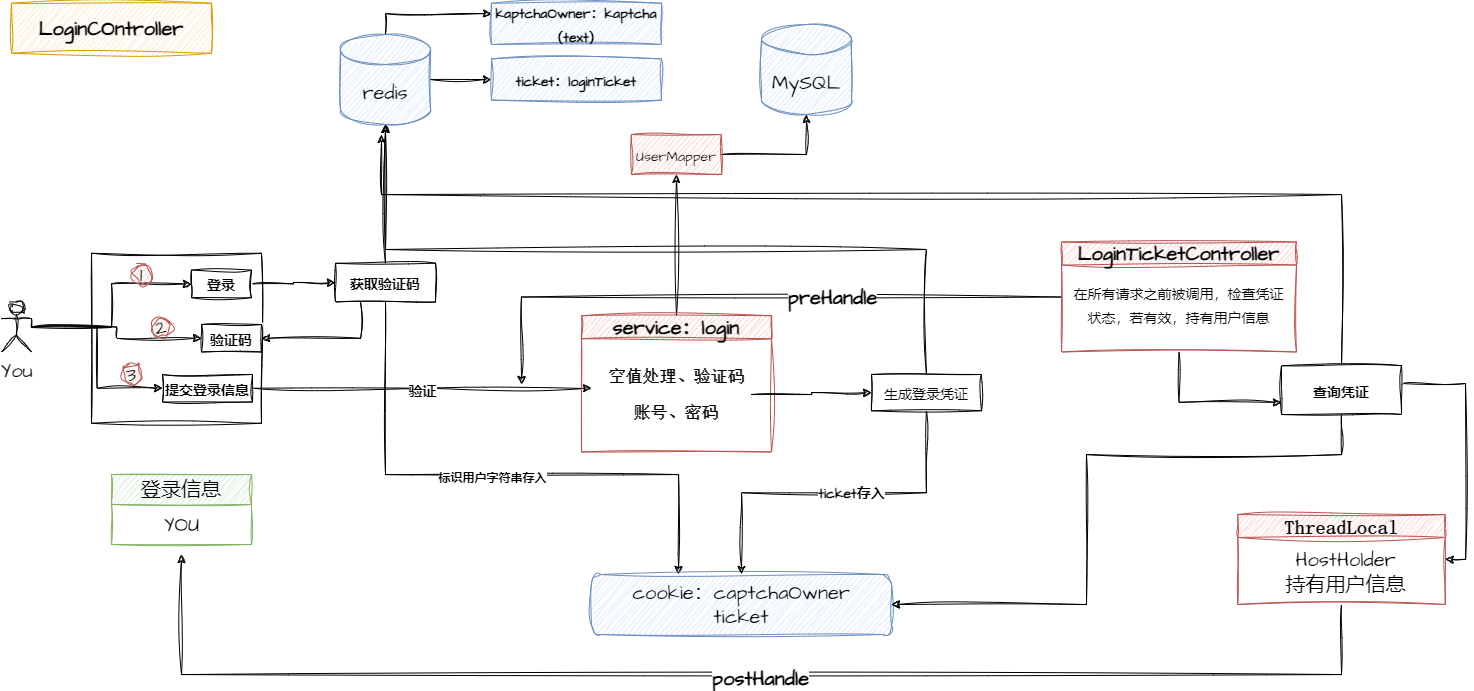 LoginCOntroller
kaptchaOwner：kaptcha
(text)
redis
ticket：loginTicket
MySQL
UserMapper
1
登录
获取验证码
2
验证码
3
提交登录信息
You
验证
service：login
空值处理、验证码
账号、密码
preHandle
生成登录凭证
LoginTicketController
在所有请求之前被调用，检查凭证
状态，若有效，持有用户信息
查询凭证
标识用户字符串存入
ticket存入
登录信息
YOU
ThreadLocal
HostHolder
持有用户信息
cookie：captchaOwner
ticket
postHandle